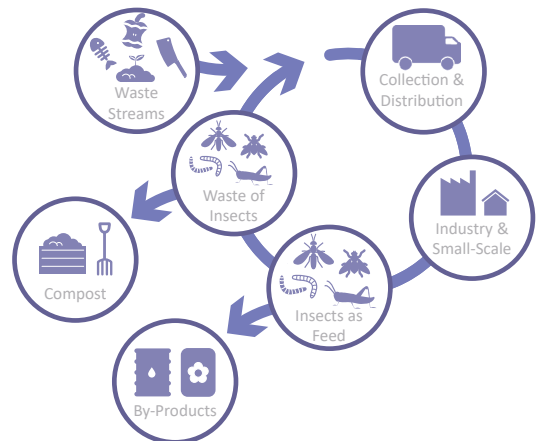 Waste
Streams
Collection &
Distribution
Waste of
Insects
Industry &
Small-Scale
Compost
Insects as
Feed
By-Products